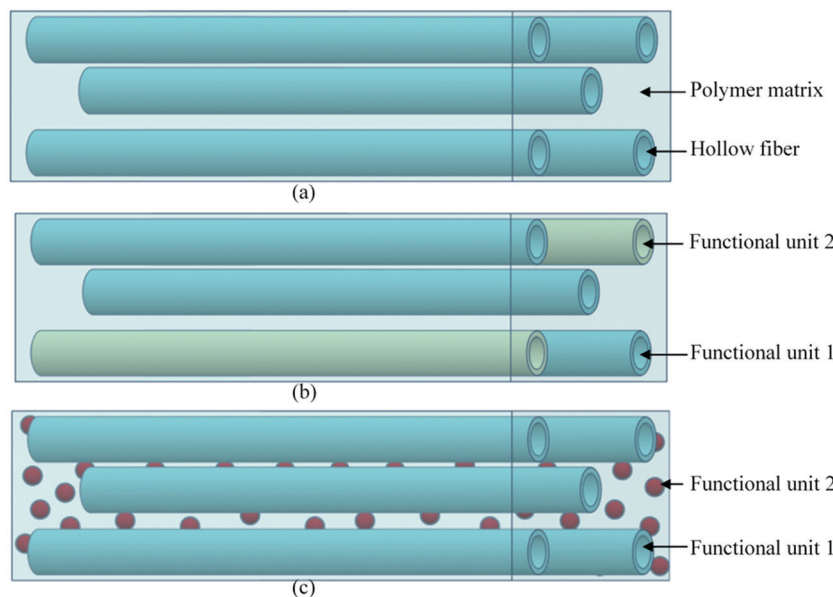 Polymer matrix
Hollow fiber
(a)
Functional unit 2
Functional unit 1
(b)
Functional unit 2
Functional unit 1
(c)